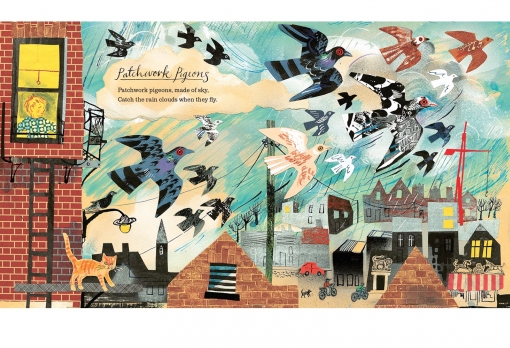 Patchwork Pigeons
Patchwork pigeons, made of sky,
Catch the rain clouds when they fly.